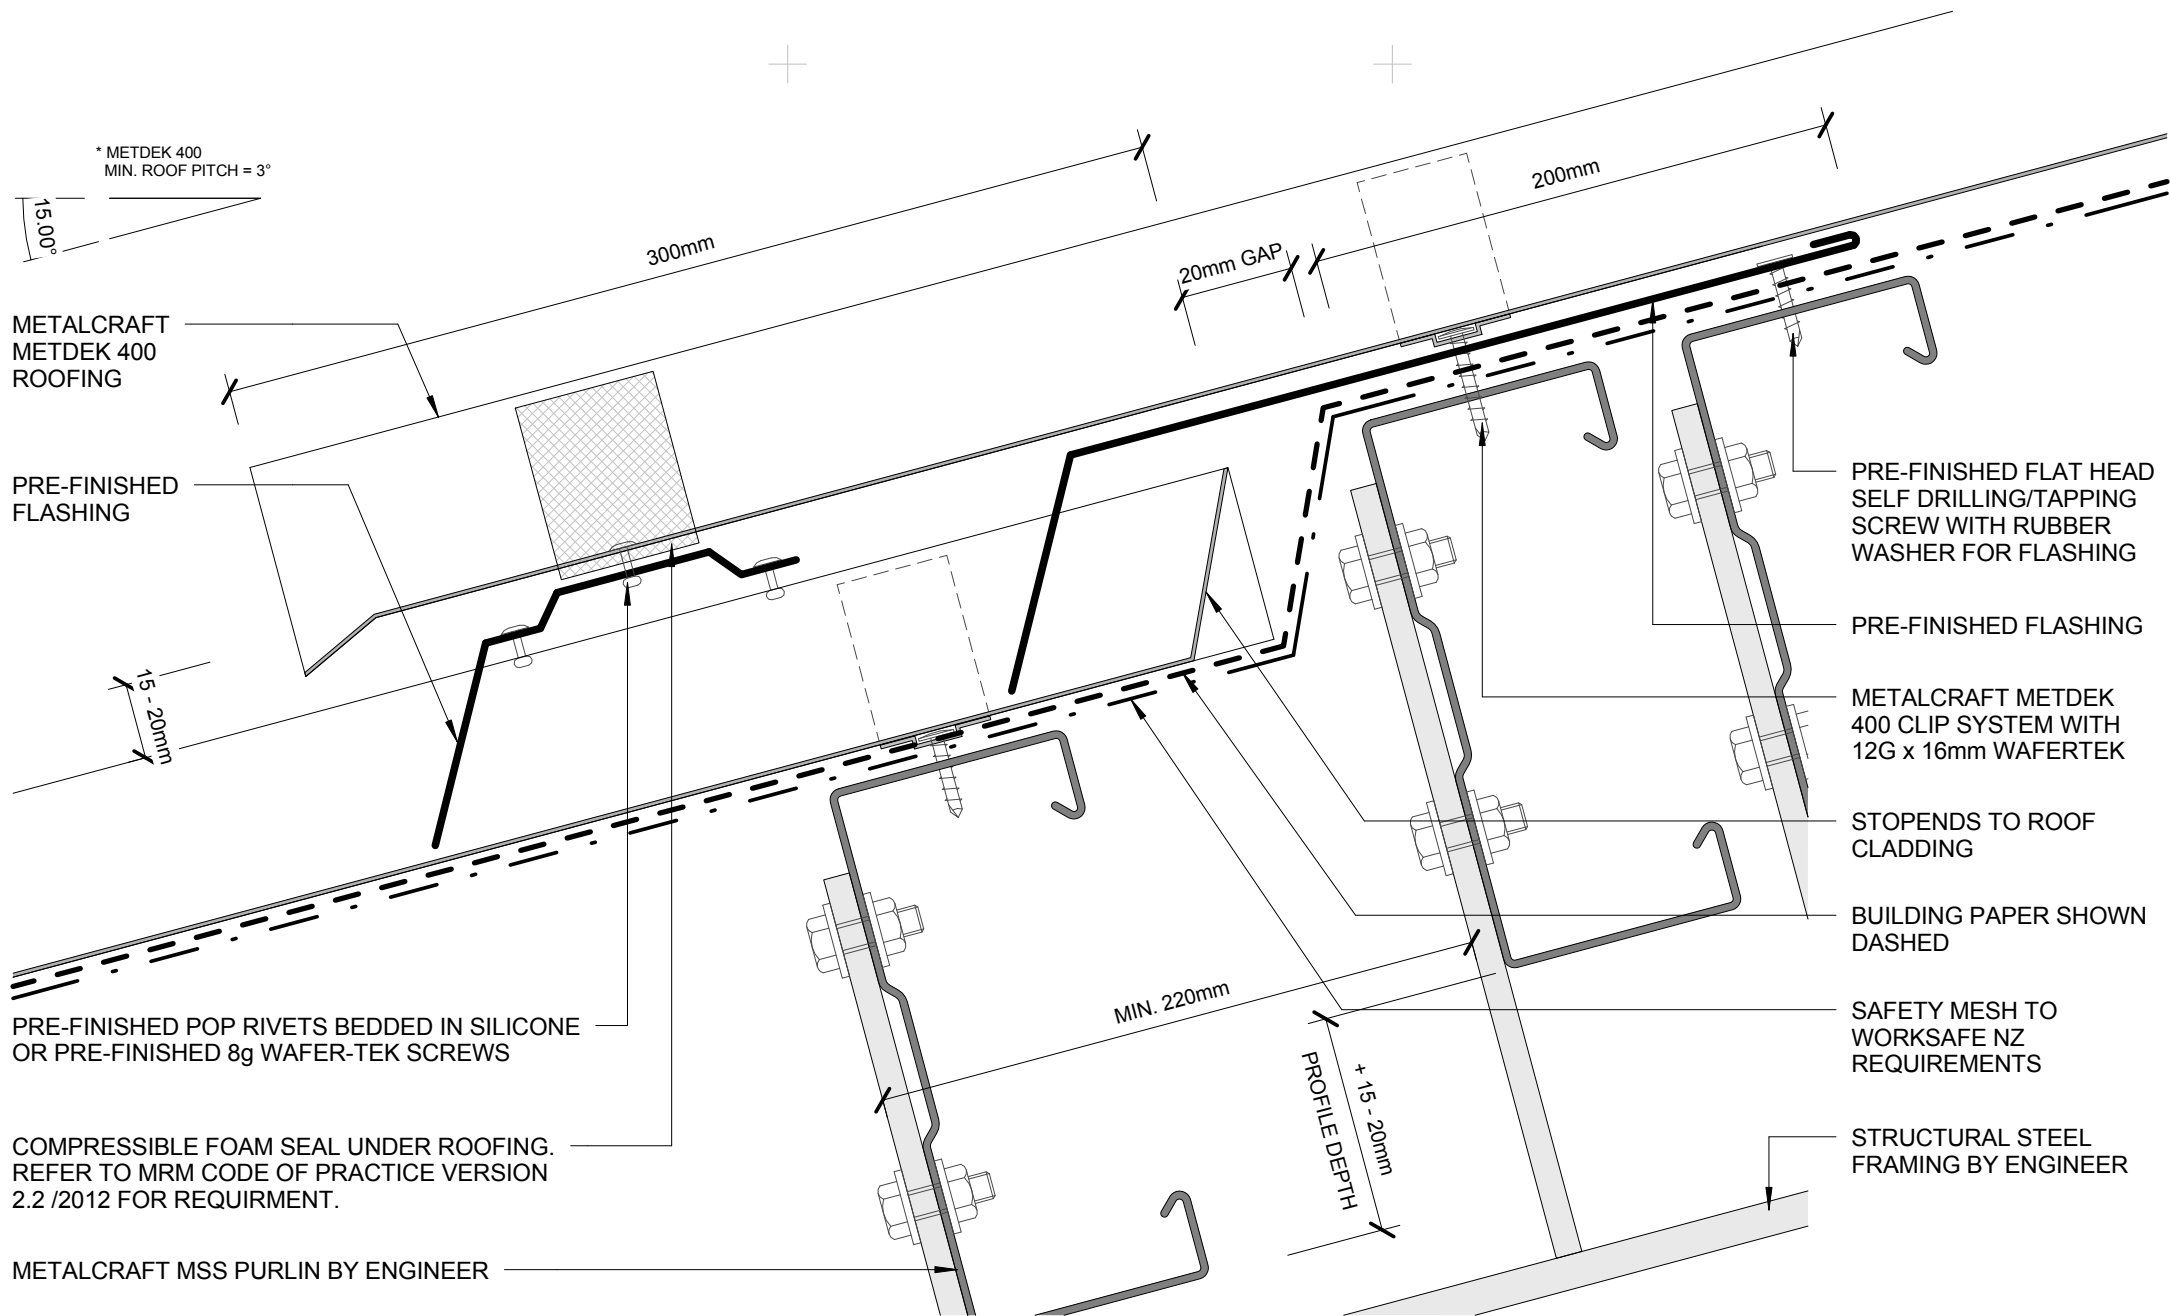 * METDEK 400
MIN. ROOF PITCH = 3°
15.00°
300mm
20mm GAP
200mm
METALCRAFT
METDEK 400
ROOFING
PRE-FINISHED
FLASHING
15 - 20mm
PRE-FINISHED POP RIVETS BEDDED IN SILICONE
OR PRE-FINISHED 8g WAFER-TEK SCREWS
COMPRESSIBLE FOAM SEAL UNDER ROOFING.
REFER TO MRM CODE OF PRACTICE VERSION
2.2 /2012 FOR REQUIRMENT.
METALCRAFT MSS PURLIN BY ENGINEER
MIN. 220mm
PROFILE DEPTH
+ 15 - 20mm
PRE-FINISHED FLAT HEAD
SELF DRILLING/TAPPING
SCREW WITH RUBBER
WASHER FOR FLASHING
PRE-FINISHED FLASHING
METALCRAFT METDEK
400 CLIP SYSTEM WITH
12G x 16mm WAFERTEK
STOPENDS TO ROOF
CLADDING
BUILDING PAPER SHOWN
DASHED
SAFETY MESH TO
WORKSAFE NZ
REQUIREMENTS
STRUCTURAL STEEL
FRAMING BY ENGINEER